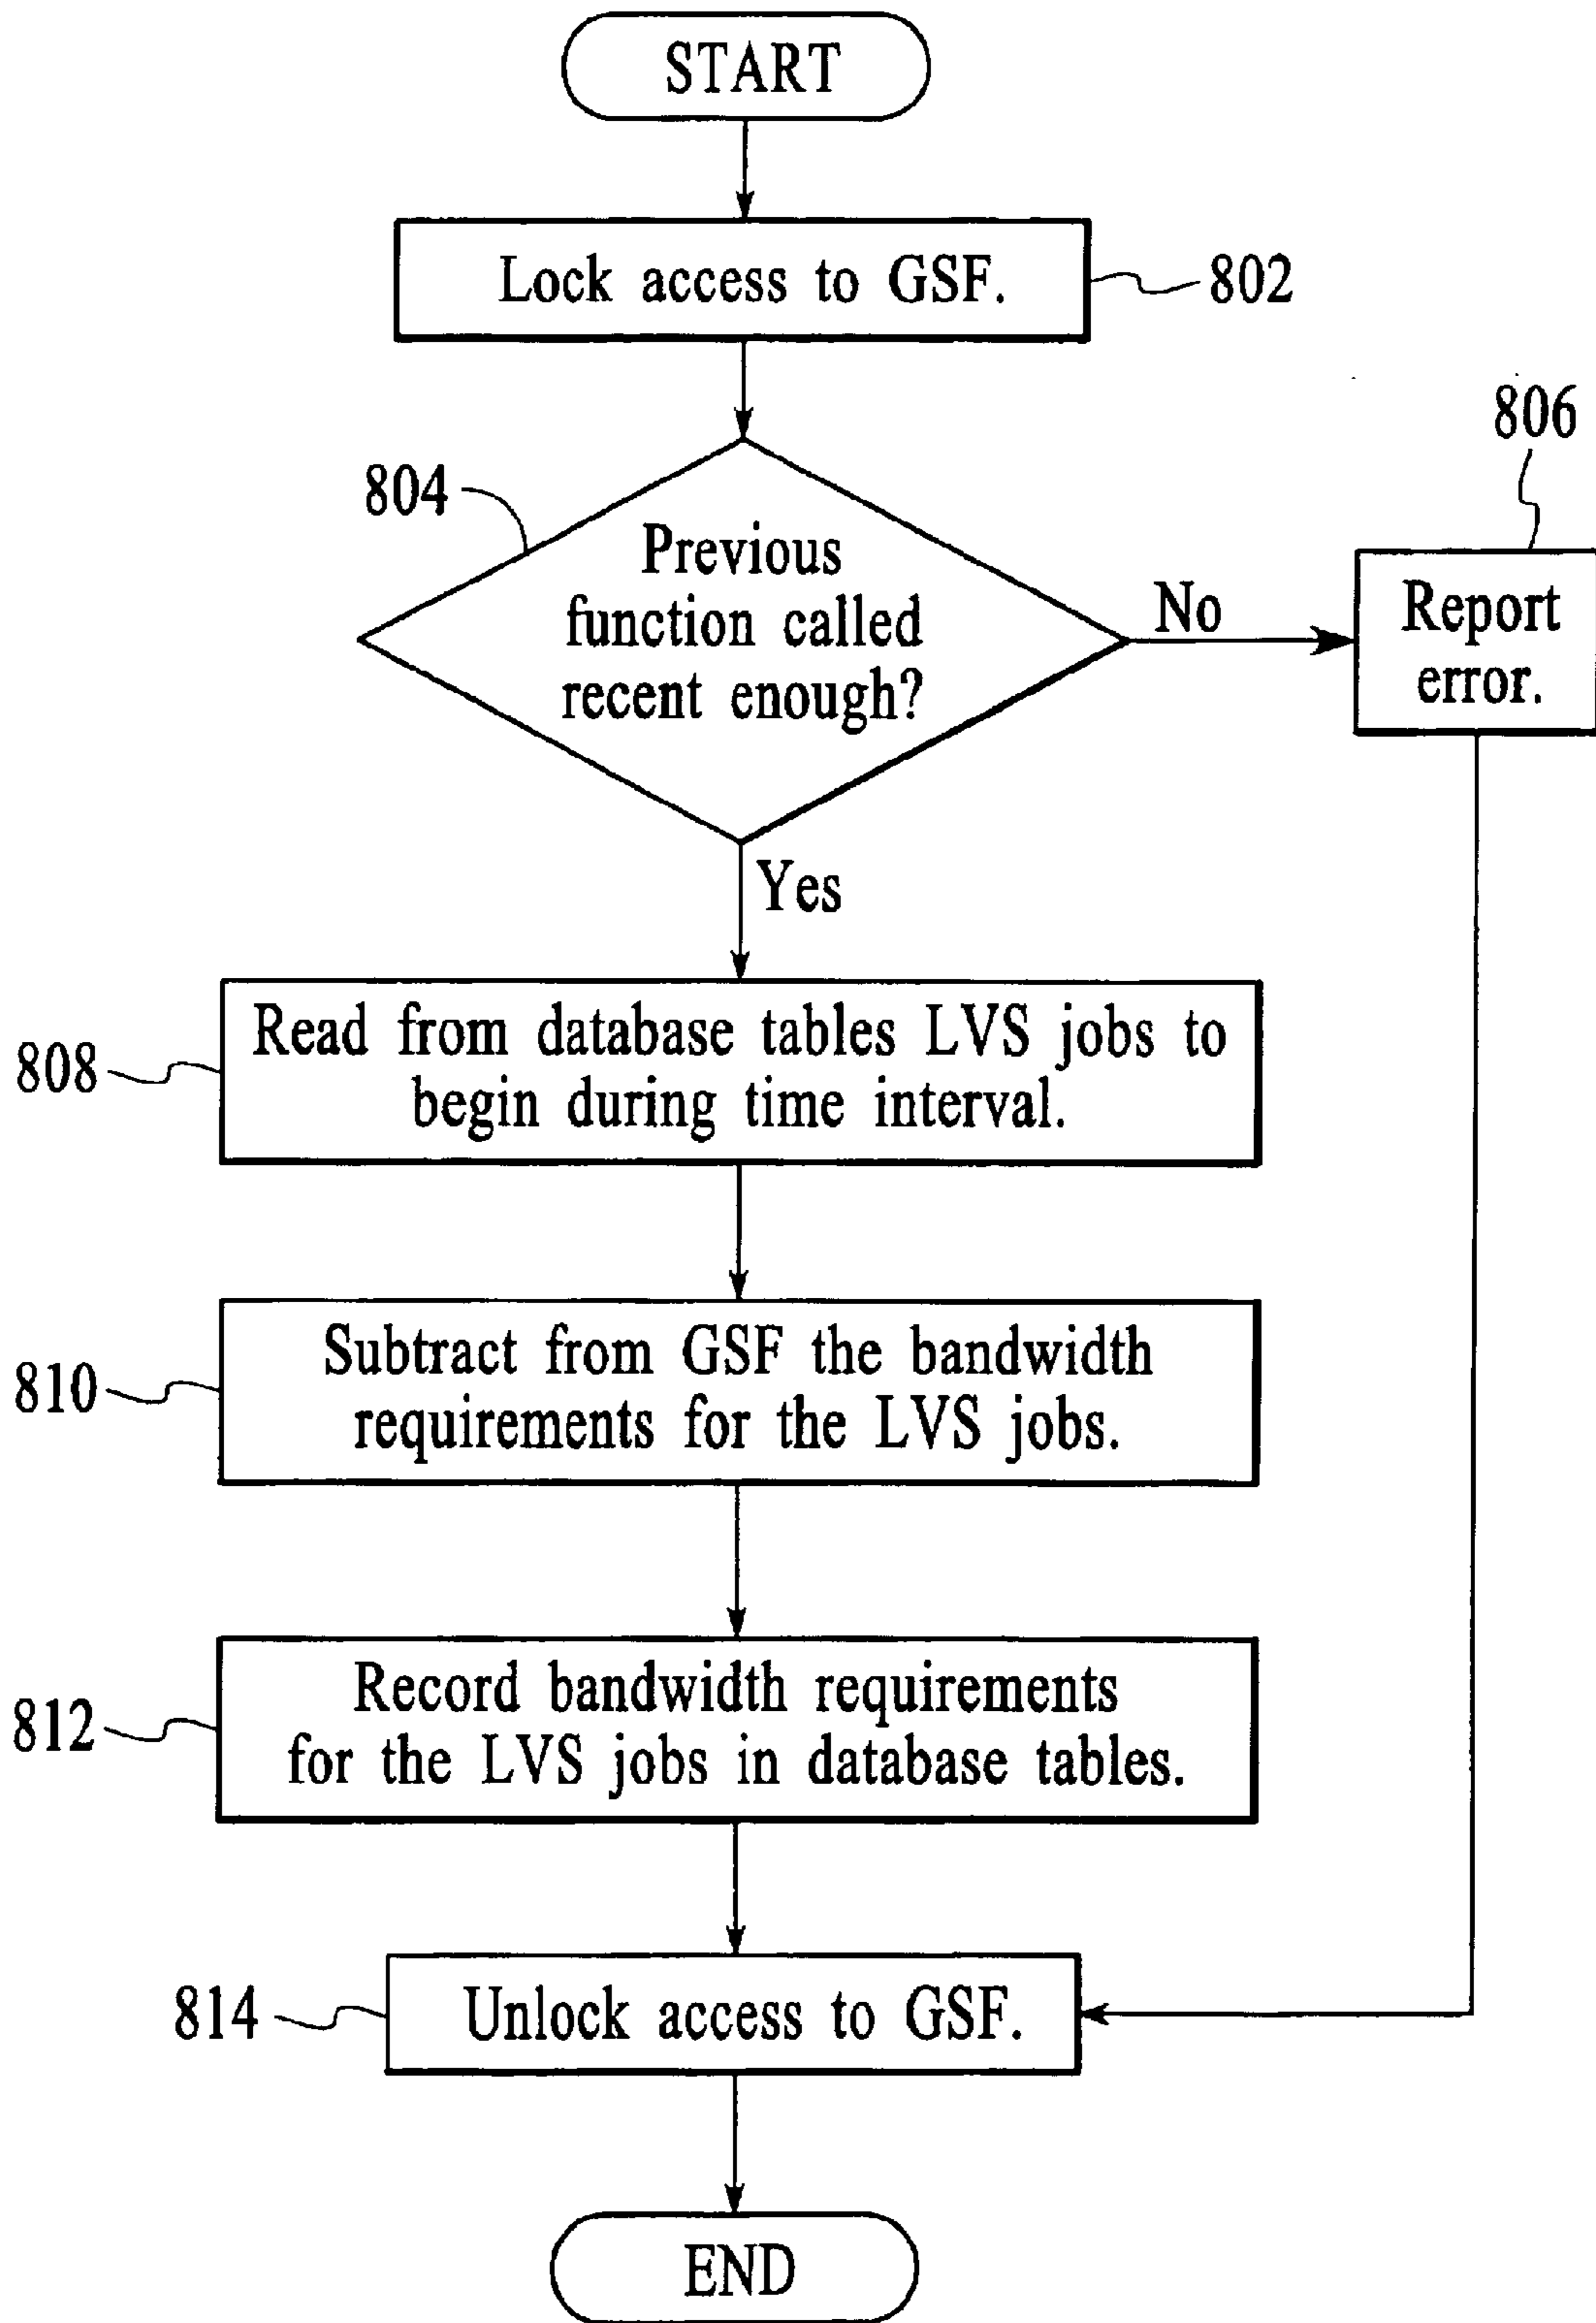 START
Lock access to GSF.
802
804
Previous
function called
recent enough?
No
806
Report
error.
Yes
808
Read from database tables LVS jobs to
begin during time interval.
810
Subtract from GSF the bandwidth
requirements for the LVS jobs.
812
Record bandwidth requirements
for the LVS jobs in database tables.
814
Unlock access to GSF.
END